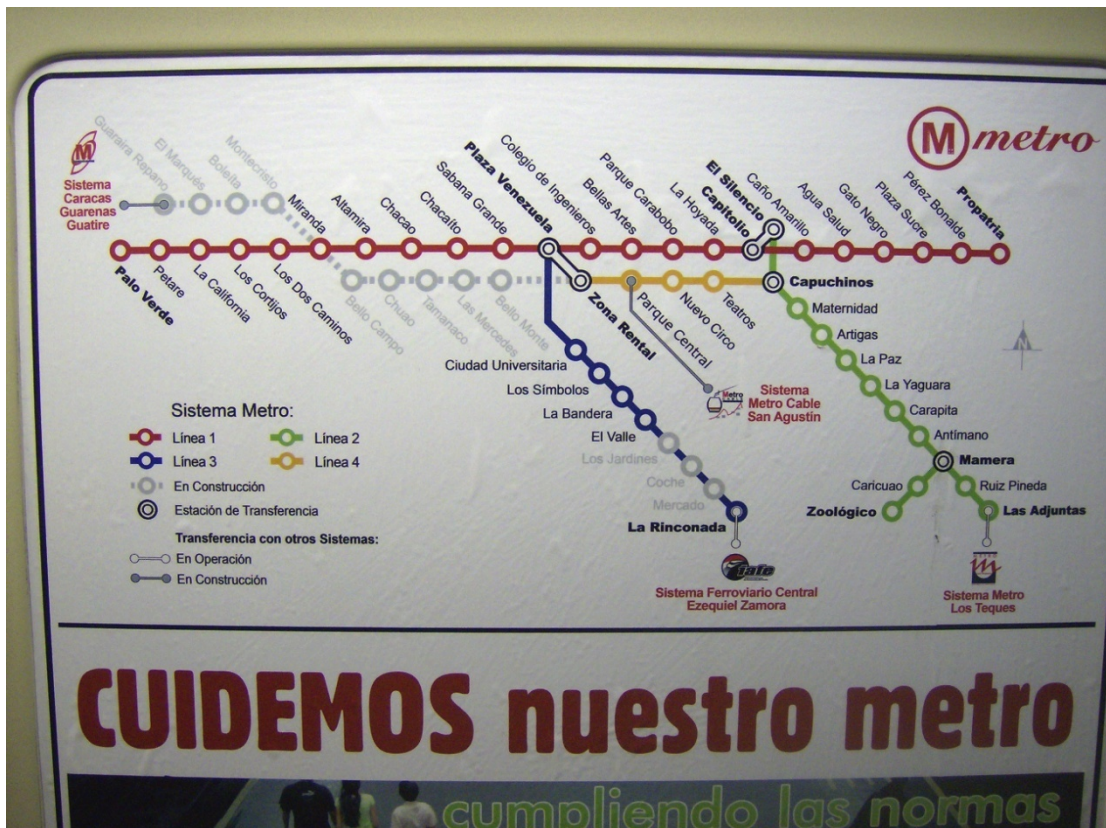 M metro
Sistema
Caracas
Guarenas
Guatire
Guaraira Repano
El Marqués
Boleíta
Montecristo
Miranda
Altamira
Chacao
Chacaíto
Sabana Grande
Plaza Venezuela
Colegio de Ingenieros
Bellas Artes
Parque Carabobo
La Hoyada
Capitolio
El Silencio
Caño Amarillo
Agua Salud
Gato Negro
Plaza Sucre
Pérez Bonalde
Propatria
Palo Verde
Petare
La California
Los Cortijos
Los Dos Caminos
Bello Campo
Chuao
Tamanaco
Las Mercedes
Bello Monte
Zona Rental
Parque Central
Nuevo Circo
Teatros
Capuchinos
Maternidad
Artigas
La Paz
La Yaguara
Carapita
Antímano
Mamera
Caricuao
Ruiz Pineda
Zoológico
Las Adjuntas
Sistema Metro
Los Teques
N
Ciudad Universitaria
Los Símbolos
La Bandera
El Valle
Los Jardines
Coche
Mercado
La Rinconada
Sistema Ferroviario Central
Ezequiel Zamora
Metro
Sistema
Metro Cable
San Agustín
Sistema Metro:
Línea 1
Línea 2
Línea 3
Línea 4
En Construcción
Estación de Transferencia
Transferencia con otros Sistemas:
En Operación
En Construcción
CUIDEMOS nuestro metro
cumpliendo las normas